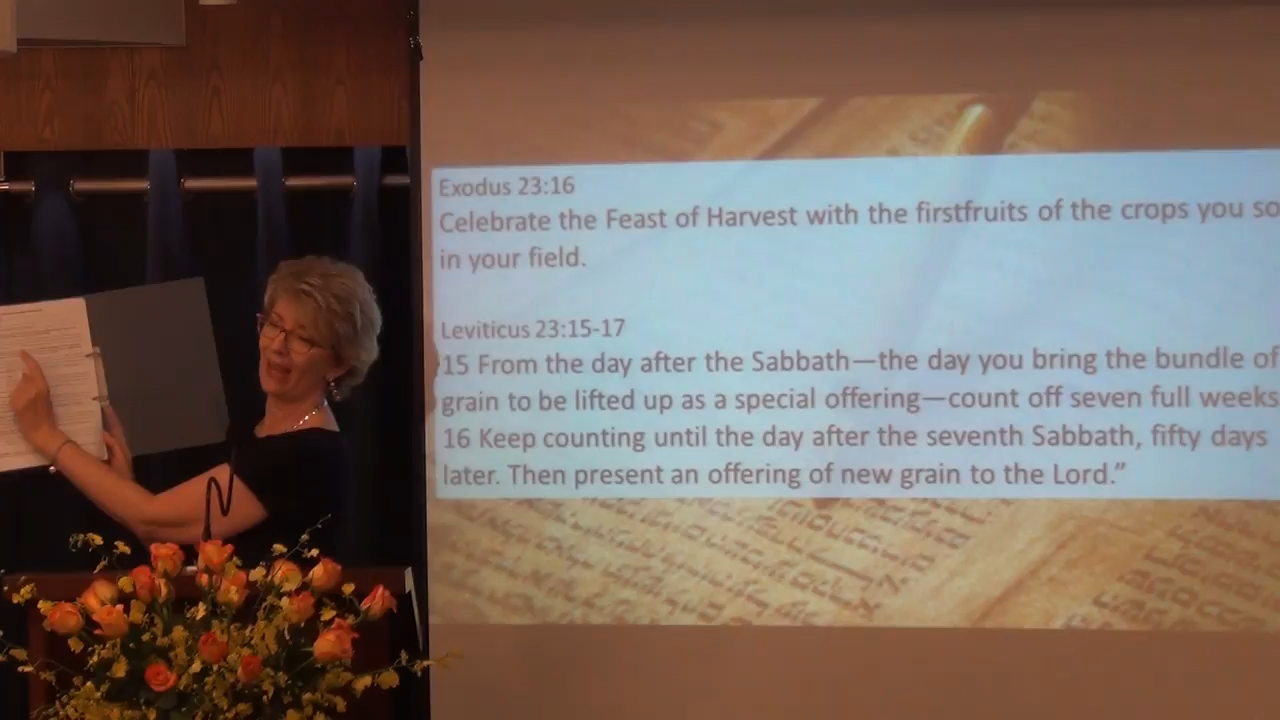 Exodus 23:16
Celebrate the Feast of Harvest with the firstfruits of the crops you so
in your field.
Leviticus 23:15-17
15 From the day after the Sabbath—the day you bring the bundle of
grain to be lifted up as a special offering—count off seven full weeks
16 Keep counting until the day after the seventh Sabbath, fifty days
later. Then present an offering of new grain to the Lord.”